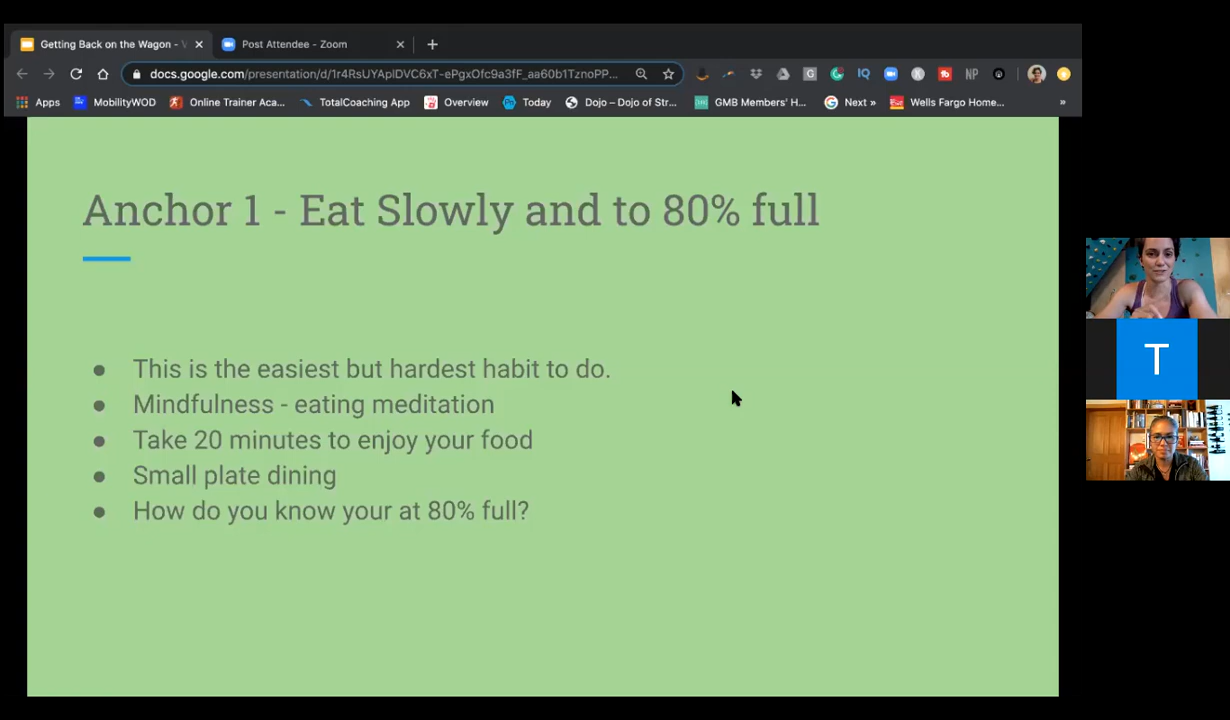 Getting Back on the Wagon -
Post Attendee - Zoom
docs.google.com/presentation/d/1r4RsUYAplDVC6xT-ePgxOfc9a3fF_aa60b1TznoPP...
IQ
NP
Apps
MobilityWOD
Online Trainer Aca...
TotalCoaching App
Overview
Today
Dojo – Dojo of Str...
GMB Members' H...
Next »
Wells Fargo Home...
»
Anchor 1 - Eat Slowly and to 80% full
This is the easiest but hardest habit to do.
Mindfulness - eating meditation
Take 20 minutes to enjoy your food
Small plate dining
How do you know your at 80% full?
T